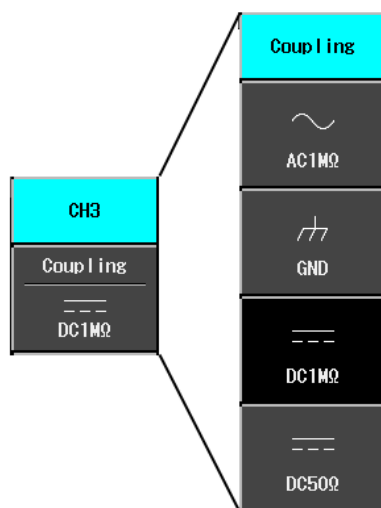 CH3
Coupling
DC1MΩ
Coupling
AC1MΩ
GND
DC1MΩ
DC50Ω